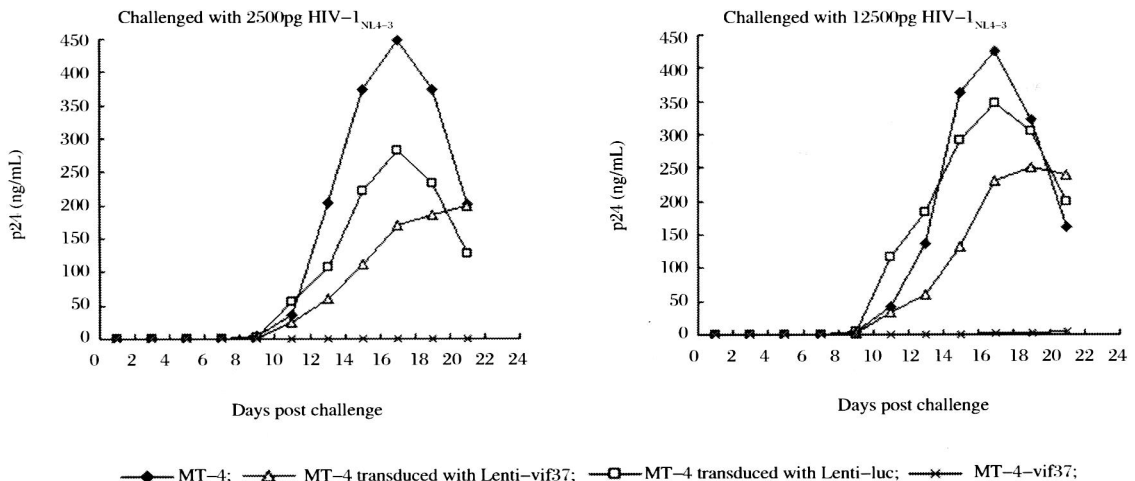 Challenged with 2500pg HIV-1NL4-3
450
400
350
300
250
200
150
100
50
0
p24 (ng/mL)
0 2 4 6 8 10 12 14 16 18 20 22 24
Days post challenge
Challenged with 12500pg HIV-1NL4-3
450
400
350
300
250
200
150
100
50
0
p24 (ng/mL)
0 2 4 6 8 10 12 14 16 18 20 22 24
Days post challenge
MT-4; MT-4 transduced with Lenti-vif37; MT-4 transduced with Lenti-luc; MT-4-vif37;